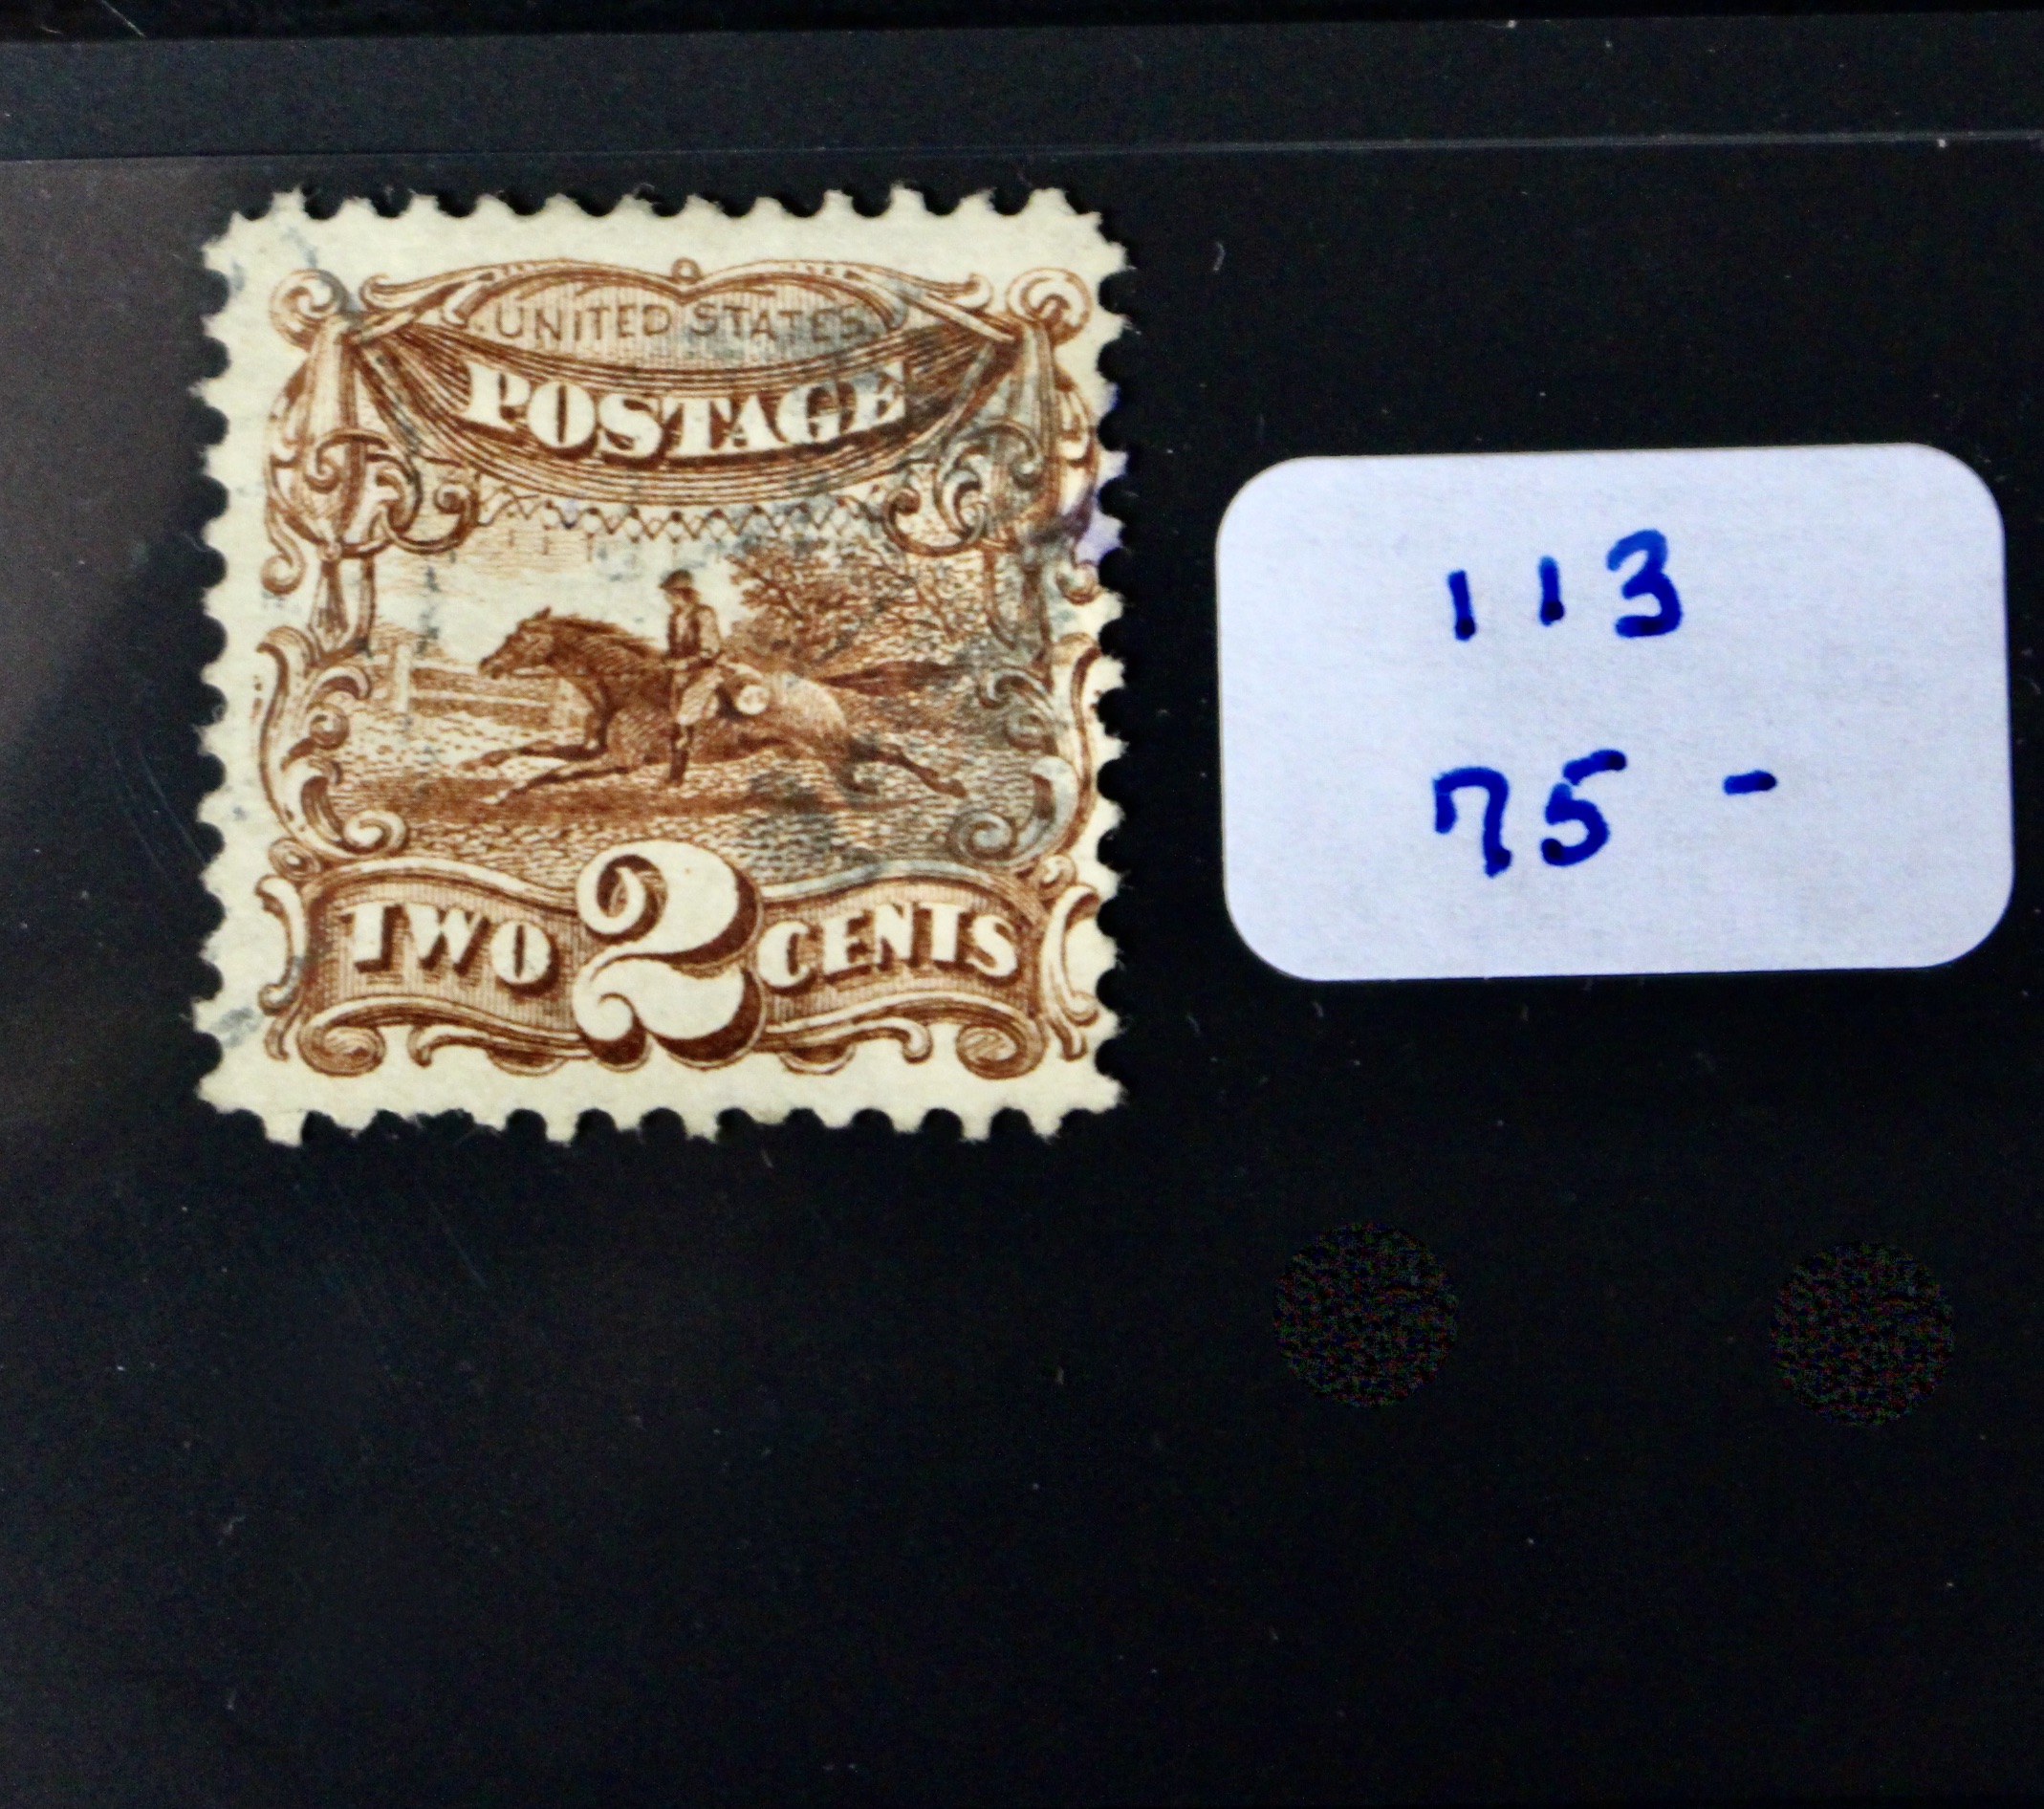 UNITED STATES
POSTAGE
TWO 2 CENTS
113
75 -